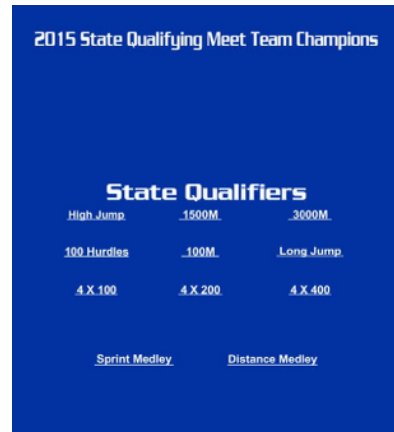 2015 State Qualifying Meet Team Champions
State Qualifiers
High Jump 1500M 3000M
100 Hurdles 100M Long Jump
4 X 100 4 X 200 4 X 400
Sprint Medley Distance Medley